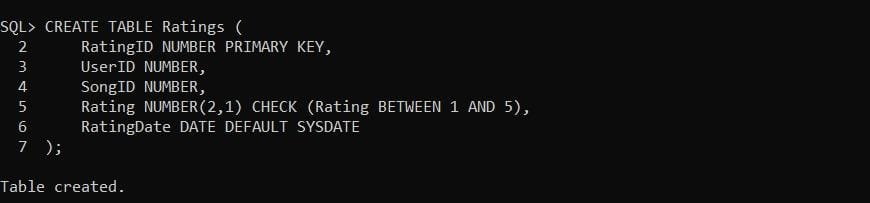 SQL> CREATE TABLE Ratings (
  2      RatingID NUMBER PRIMARY KEY,
  3      UserID NUMBER,
  4      SongID NUMBER,
  5      Rating NUMBER(2,1) CHECK (Rating BETWEEN 1 AND 5),
  6      RatingDate DATE DEFAULT SYSDATE
  7  );
Table created.